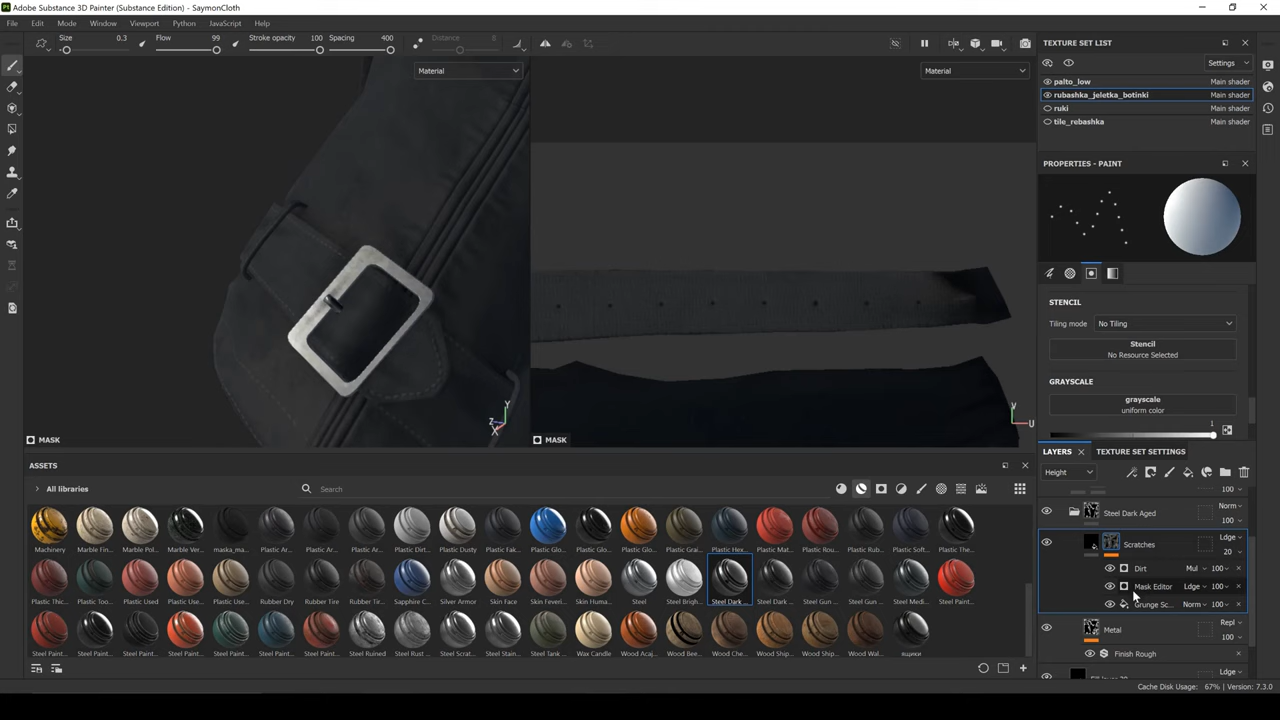 Adobe Substance 3D Painter (Substance Edition) - SaymonCloth
File Edit Mode Window Viewport Python JavaScript Help
Size 0.3 Flow 99 Stroke opacity 100 Spacing 400 Distance 8
Material
Material
TEXTURE SET LIST
Settings
palto_low Main shader
rubashka_jeletka_botinki Main shader
ruki Main shader
tile_rebashka Main shader
PROPERTIES - PAINT
STENCIL
Tiling mode No Tiling
Stencil
No Resource Selected
GRAYSCALE
grayscale
uniform color
1
Y
Z
X
V
U
MASK
MASK
ASSETS
All libraries
Search
Machinery Marble Fin... Marble Pol... Marble Ver... maska_ma... Plastic Ar... Plastic Ar... Plastic Ar... Plastic Dirty Plastic Dusty Plastic Fak... Plastic Glo... Plastic Glo... Plastic Glo... Plastic Grai... Plastic Hex... Plastic Mat... Plastic Rou... Plastic Rub... Plastic Soft... Plastic The...
Plastic Thic... Plastic Too... Plastic Used Plastic Use... Plastic Use... Rubber Dry Rubber Tire Rubber Tir... Sapphire C... Silver Armor Skin Face Skin Feveri... Skin Huma... Steel Steel Brigh... Steel Dark ... Steel Dark ... Steel Gun ... Steel Gun ... Steel Medi... Steel Paint...
Steel Paint... Steel Paint... Steel Paint... Steel Paint... Steel Paint... Steel Paint... Steel Paint... Steel Ruined Steel Rust ... Steel Scrat... Steel Stain... Steel Tank ... Wax Candle Wood Acaj... Wood Bee... Wood Che... Wood Ship... Wood Ship... Wood Wal... ящики
LAYERS TEXTURE SET SETTINGS
Height
100
Steel Dark Aged Norm
100
Scratches Ldge
20
Dirt Mul 100
Mask Editor Ldge 100
Grunge Sc... Norm 100
Metal Repl
100
Finish Rough
Ldge
Cache Disk Usage: 67% | Version: 7.3.0